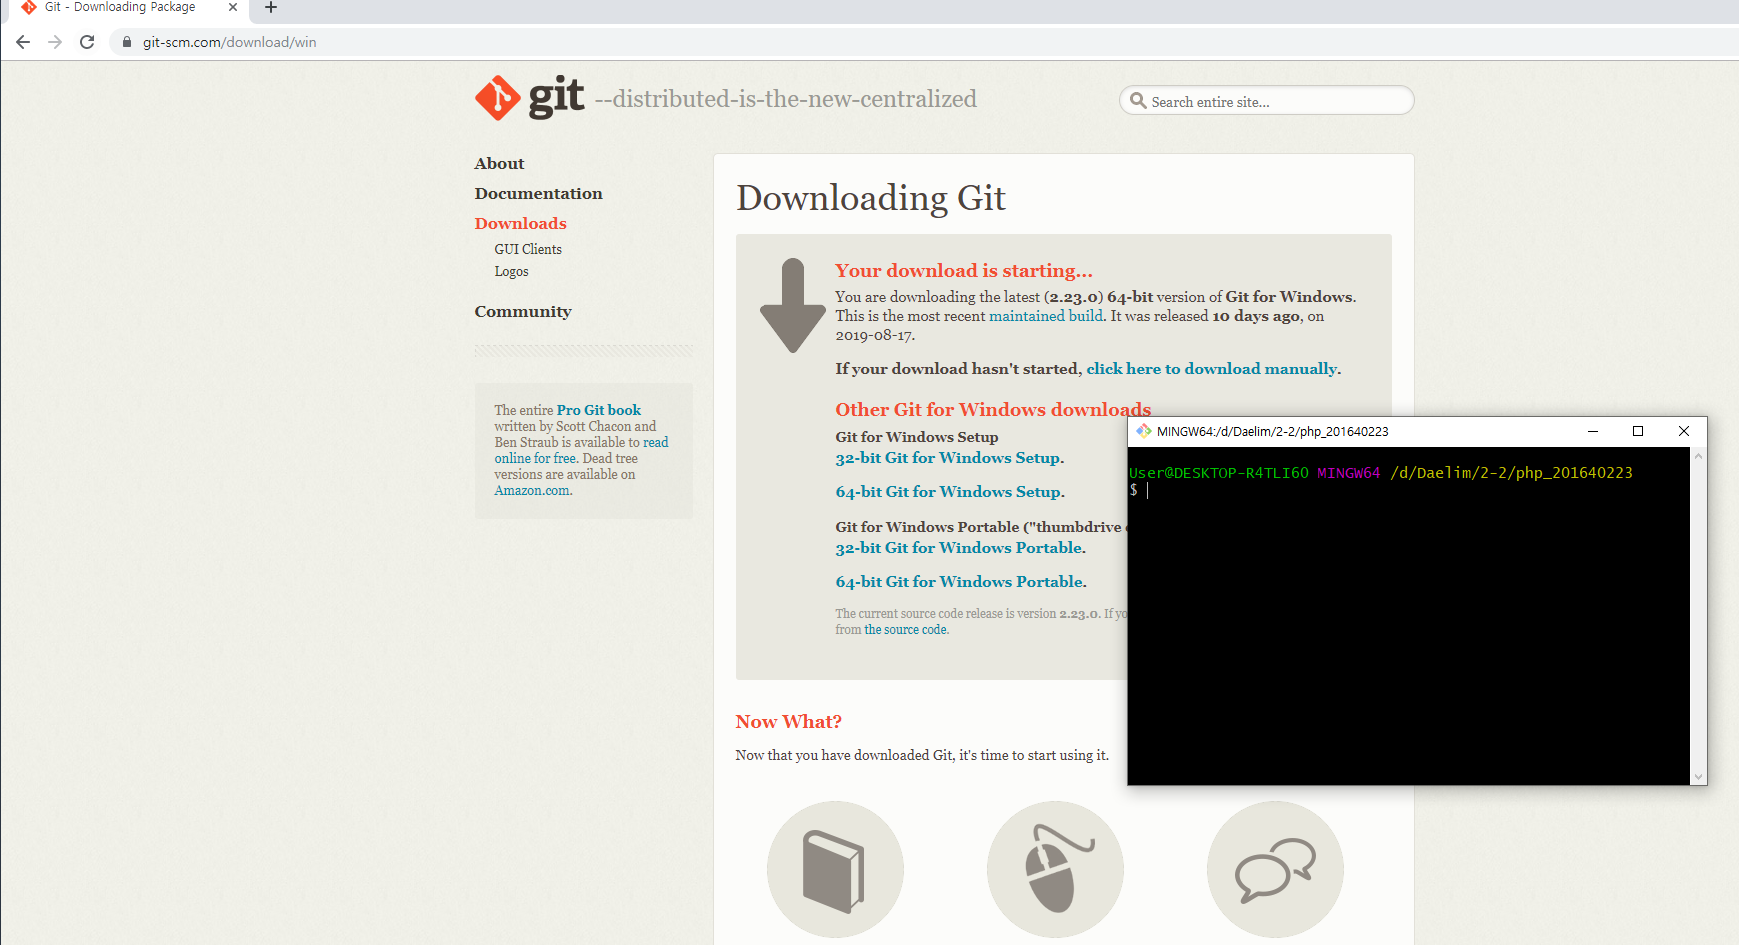 Git - Downloading Package
git-scm.com/download/win
git --distributed-is-the-new-centralized
Search entire site...
About
Documentation
Downloads
GUI Clients
Logos
Community
The entire Pro Git book
written by Scott Chacon and
Ben Straub is available to read
online for free. Dead tree
versions are available on
Amazon.com.
Downloading Git
Your download is starting...
You are downloading the latest (2.23.0) 64-bit version of Git for Windows.
This is the most recent maintained build. It was released 10 days ago, on
2019-08-17.
If your download hasn't started, click here to download manually.
Other Git for Windows downloads
Git for Windows Setup
32-bit Git for Windows Setup.
64-bit Git for Windows Setup.
Git for Windows Portable ("thumbdrive
32-bit Git for Windows Portable.
64-bit Git for Windows Portable.
The current source code release is version 2.23.0. If
from the source code.
Now What?
Now that you have downloaded Git, it's time to start using it.
MINGW64:/d/Daelim/2-2/php_201640223
User@DESKTOP-R4TLI6O MINGW64 /d/Daelim/2-2/php_201640223
$